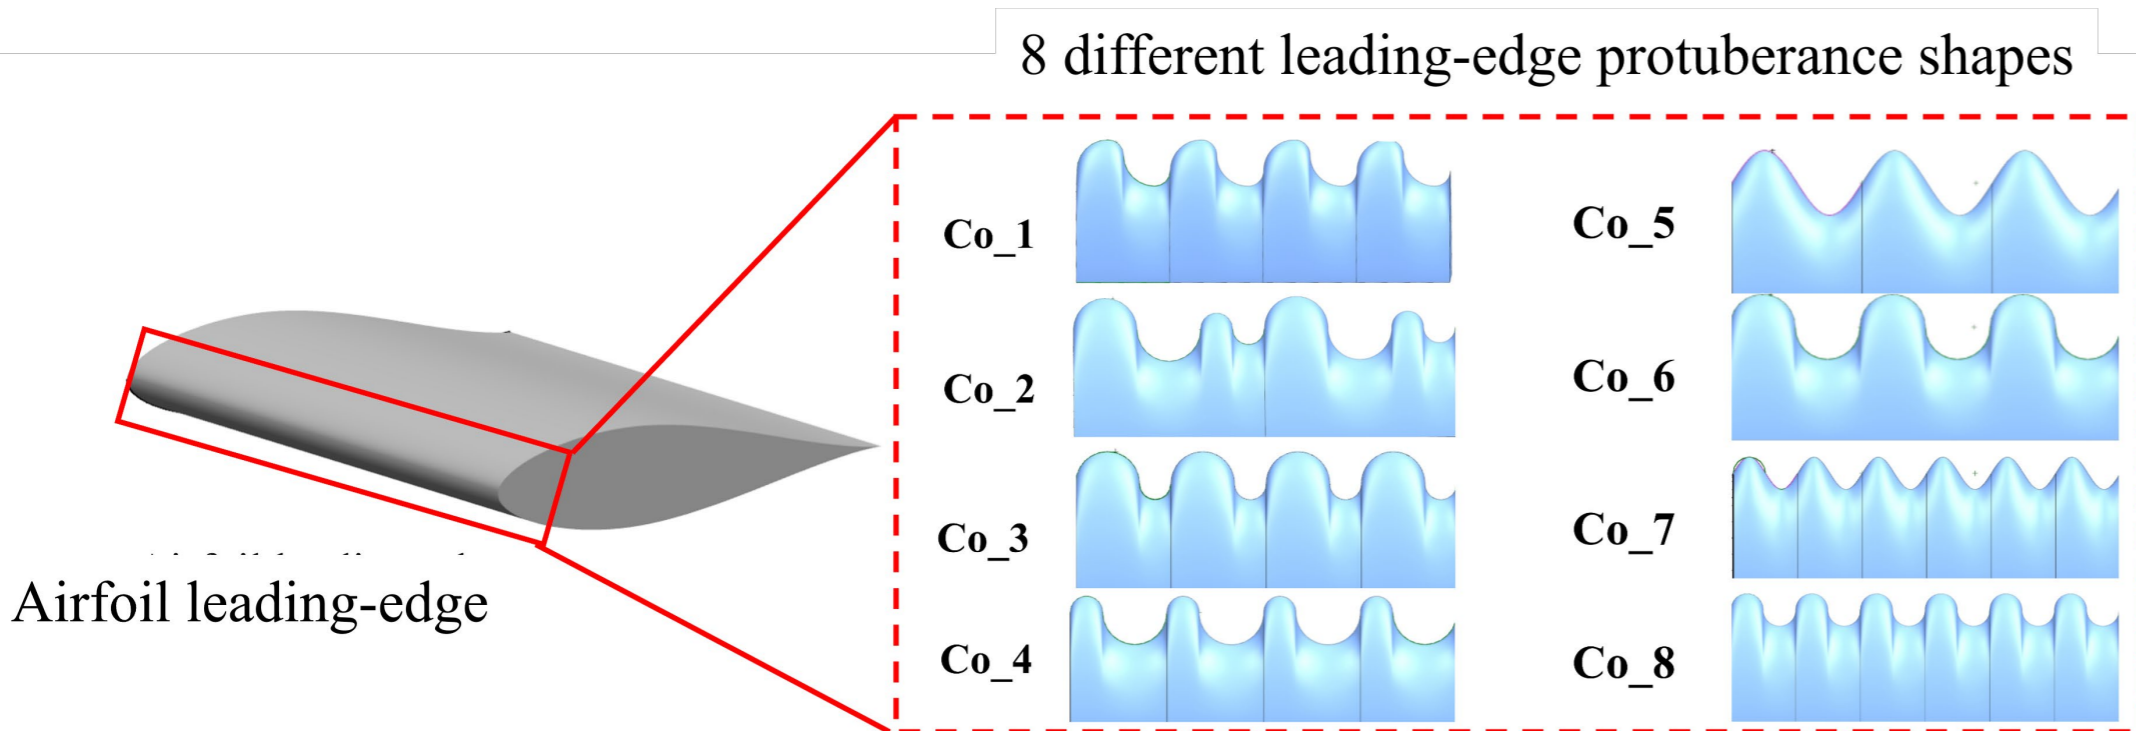 8 different leading-edge protuberance shapes
Co_1
Co_2
Co_3
Co_4
Co_5
Co_6
Co_7
Co_8
Airfoil leading-edge